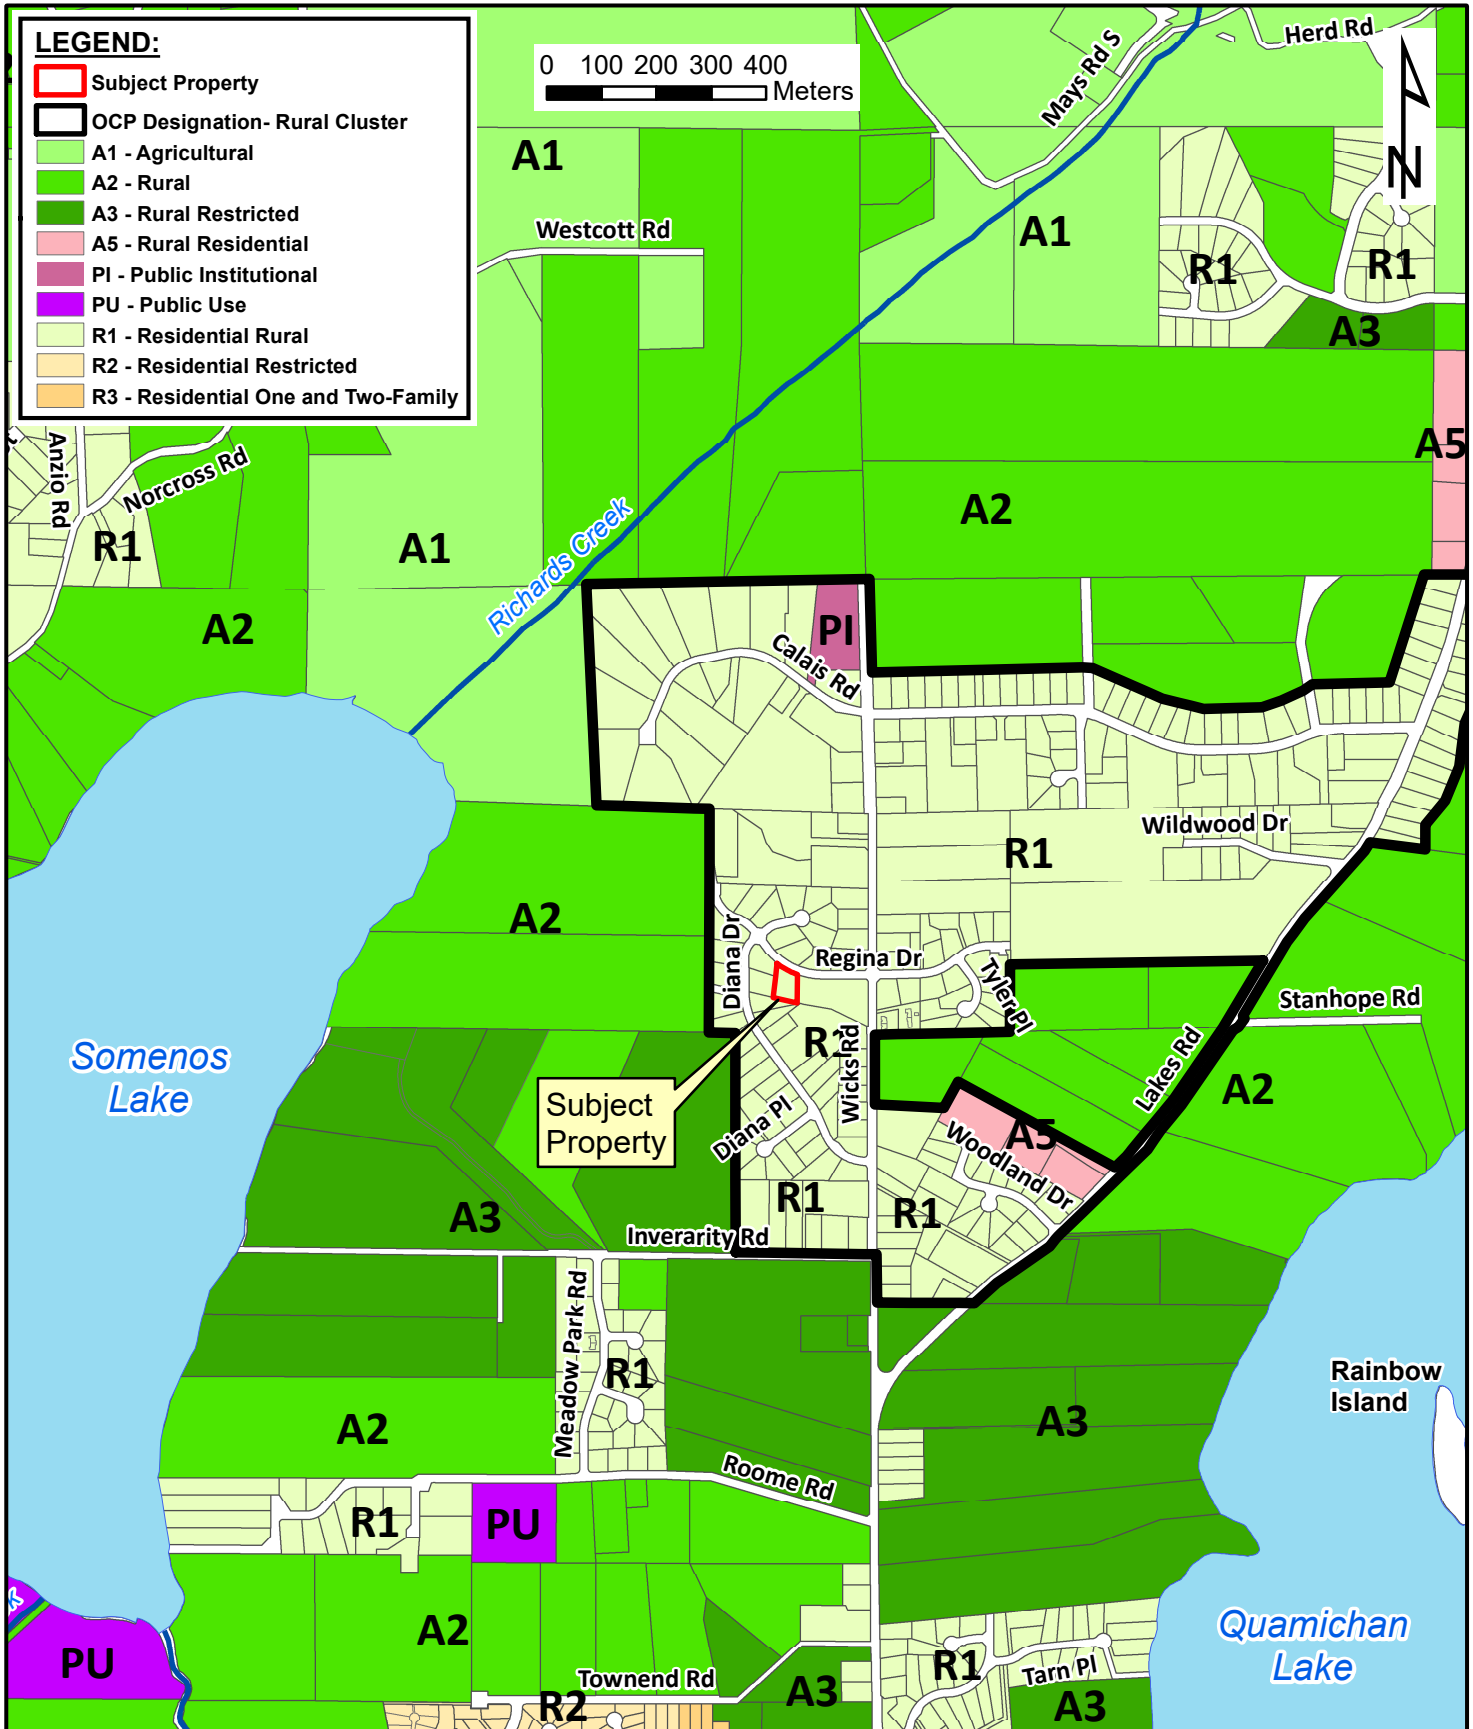 LEGEND:
Subject Property
OCP Designation- Rural Cluster
A1 - Agricultural
A2 - Rural
A3 - Rural Restricted
A5 - Rural Residential
PI - Public Institutional
PU - Public Use
R1 - Residential Rural
R2 - Residential Restricted
R3 - Residential One and Two-Family
0 100 200 300 400
Meters
Mays Rd S
Herd Rd
N
A1
Westcott Rd
A1
R1
R1
A3
Anzio Rd
Norcross Rd
R1
A1
Richards Creek
A2
A5
A2
PI
Calais Rd
Wildwood Dr
R1
A2
Diana Dr
Regina Dr
Tyler Pl
Stanhope Rd
Somenos
Lake
R1
Wicks Rd
Lakes Rd
A2
Subject
Property
Diana Pl
A5
Woodland Dr
A3
R1
R1
Inverarity Rd
Meadow Park Rd
R1
Rainbow
Island
A2
A3
Roome Rd
R1
PU
A2
Quamichan
Lake
PU
R1
Tarn Pl
Townend Rd
R2
A3
A3